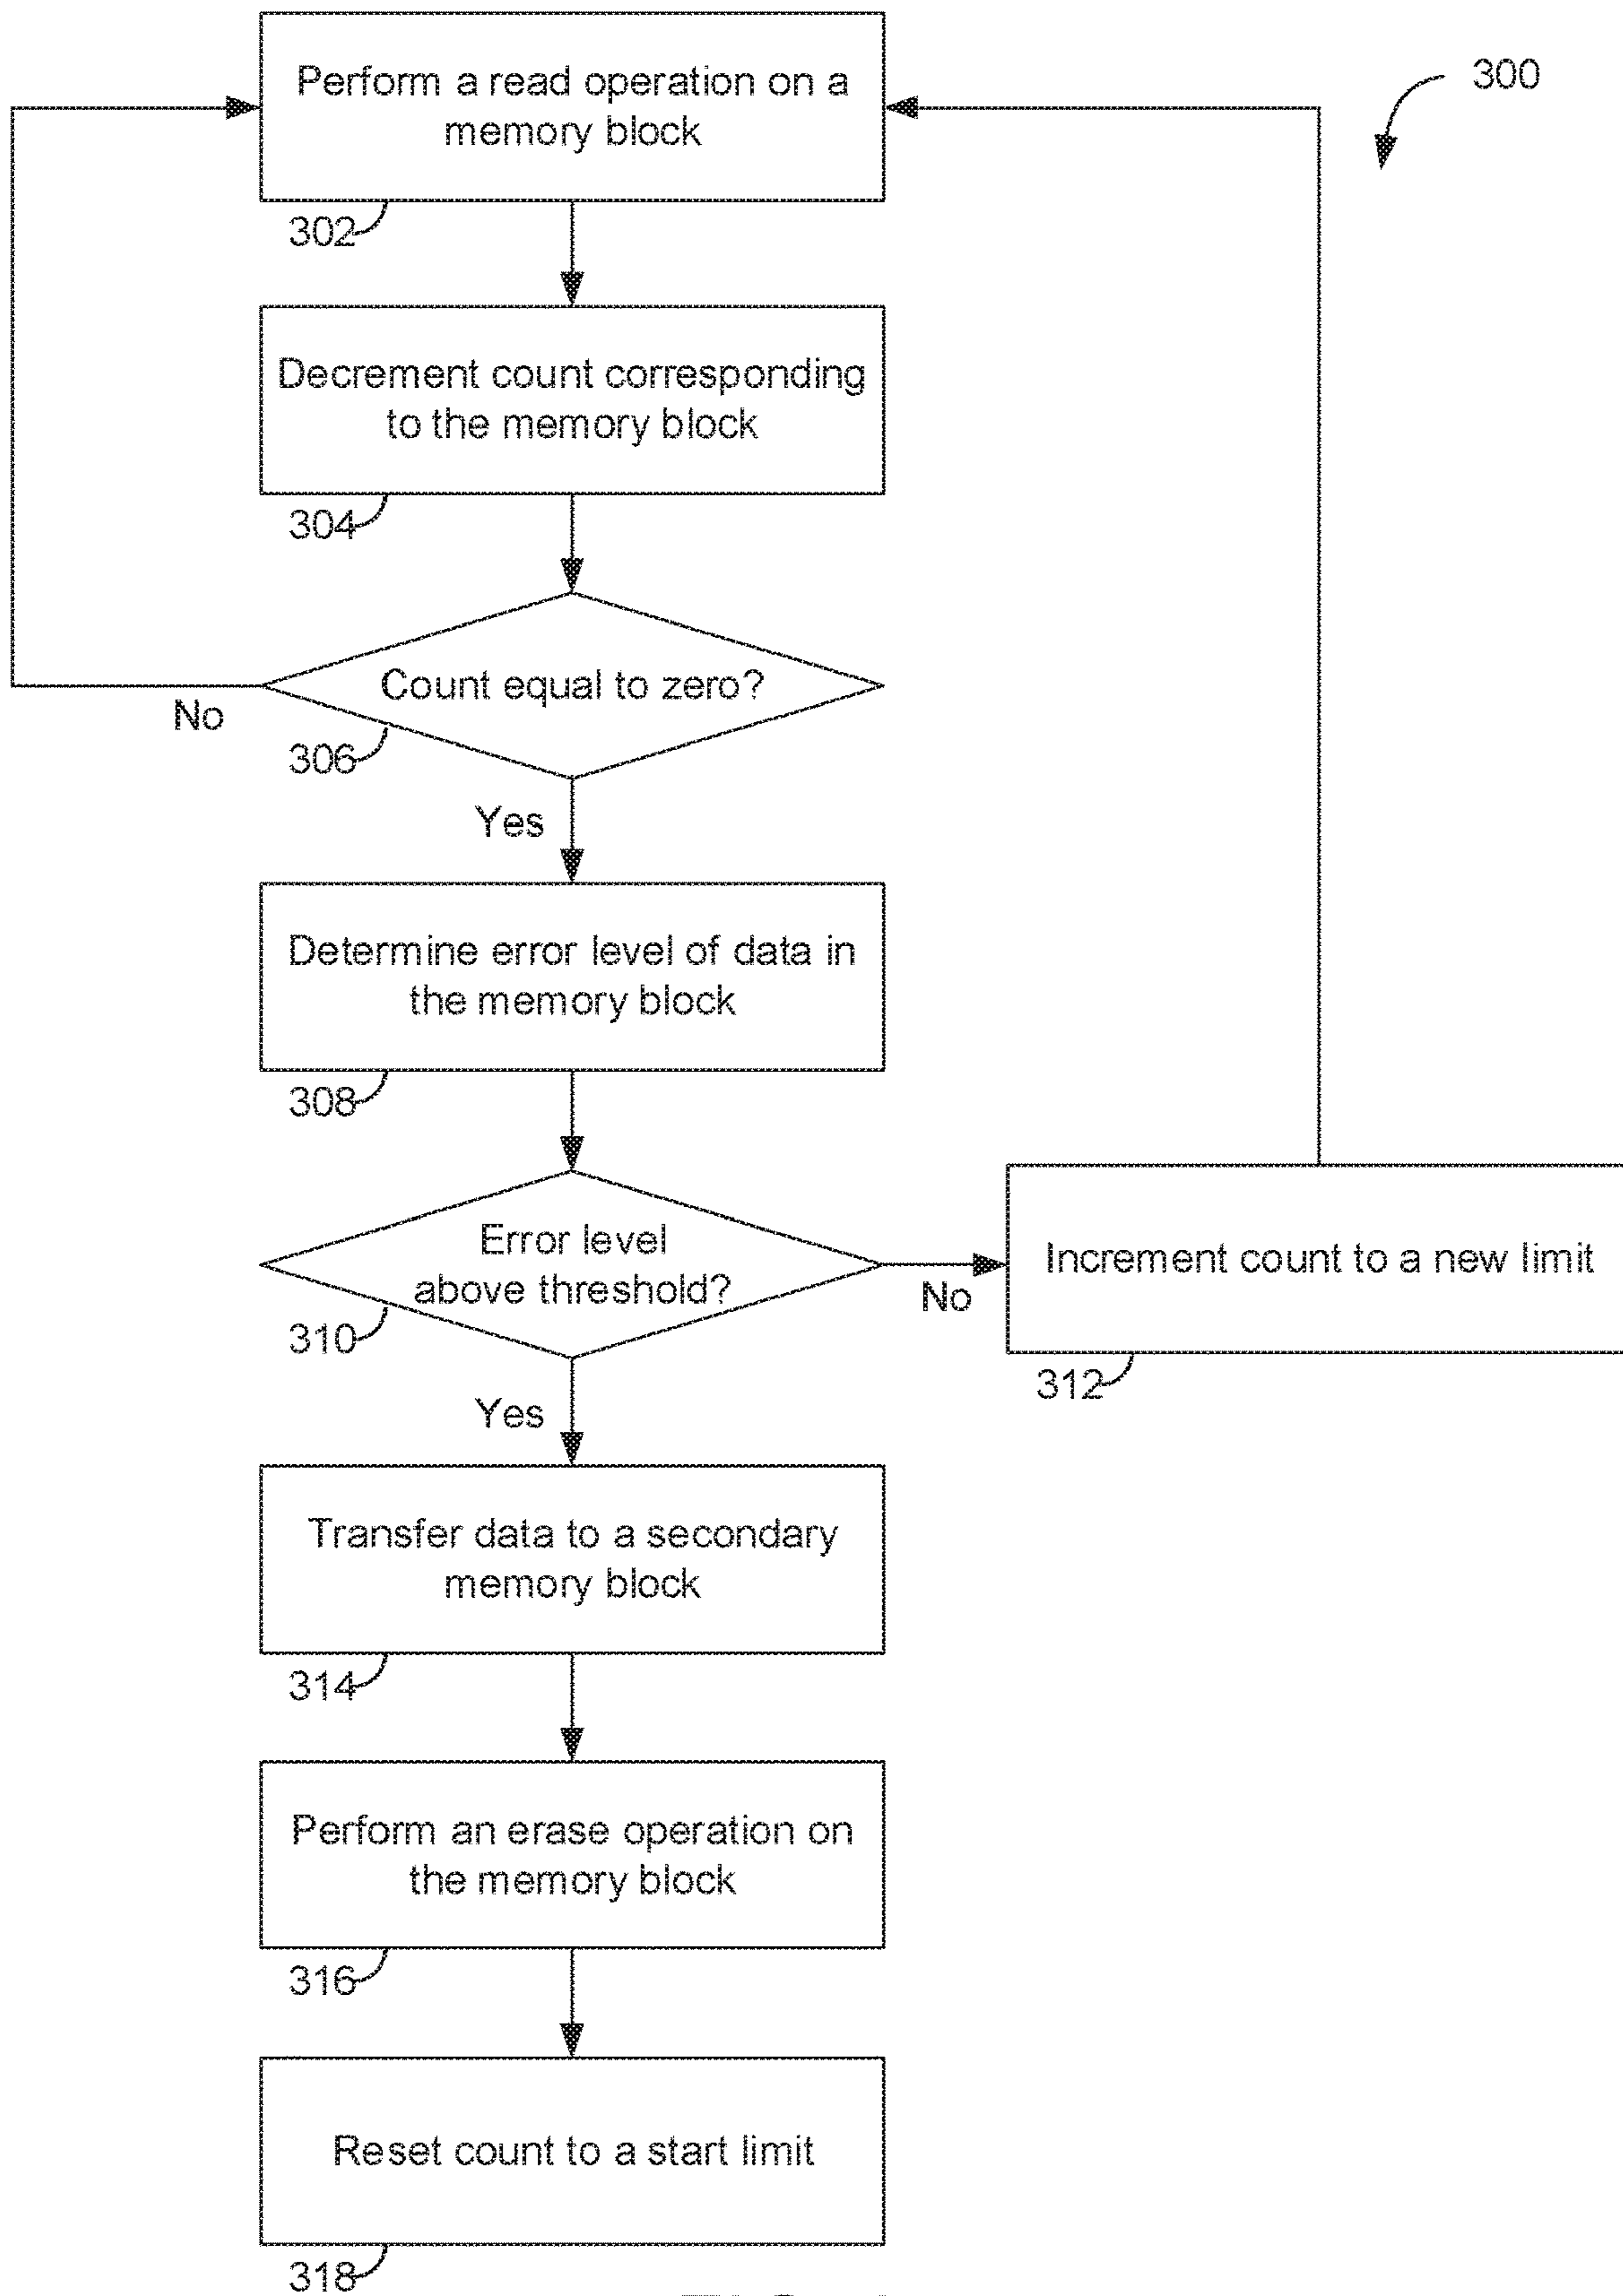 300
Perform a read operation on a
memory block
302
Decrement count corresponding
to the memory block
304
Count equal to zero?
No
306
Yes
Determine error level of data in
the memory block
308
Error level
above threshold?
No
310
Increment count to a new limit
312
Yes
Transfer data to a secondary
memory block
314
Perform an erase operation on
the memory block
316
Reset count to a start limit
318